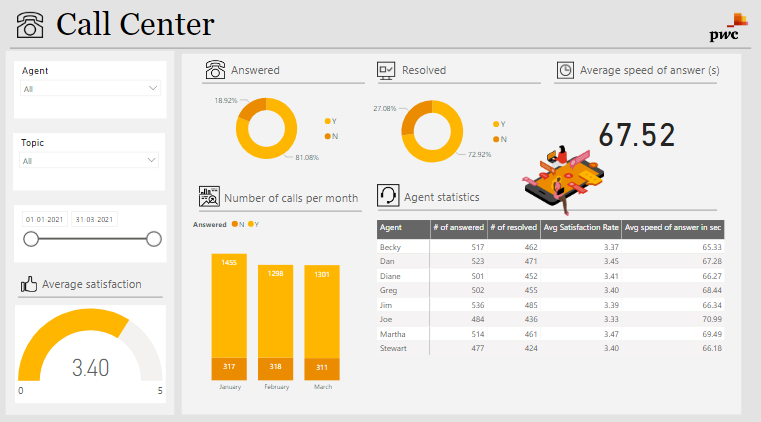 Call Center
pwc
Agent
All
Topic
All
01-01-2021 31-03-2021
Average satisfaction
3.40
0 5
Answered
18.92%
81.08%
Y
N
Resolved
27.08%
72.92%
Y
N
Average speed of answer (s)
67.52
Number of calls per month
Answered N Y
1455 1298 1301
317 318 311
January February March
Agent statistics
Agent # of answered # of resolved Avg Satisfaction Rate Avg speed of answer in sec
Becky 517 462 3.37 65.33
Dan 523 471 3.45 67.28
Diane 501 452 3.41 66.27
Greg 502 455 3.40 68.44
Jim 536 485 3.39 66.34
Joe 484 436 3.33 70.99
Martha 514 461 3.47 69.49
Stewart 477 424 3.40 66.18